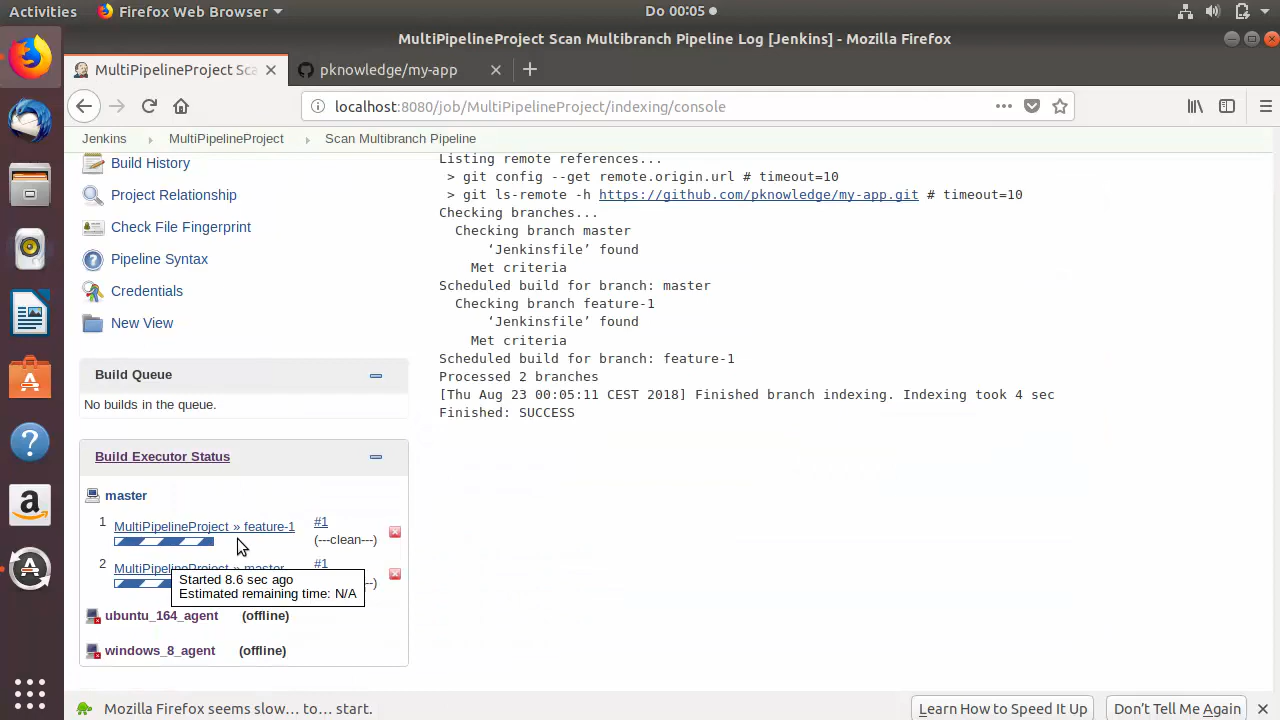 Activities
Firefox Web Browser
Do 00:05
MultiPipelineProject Scan Multibranch Pipeline Log [Jenkins] - Mozilla Firefox
MultiPipelineProject Sca
pknowledge/my-app
localhost:8080/job/MultiPipelineProject/indexing/console
Jenkins
MultiPipelineProject
Scan Multibranch Pipeline
Build History
Project Relationship
Check File Fingerprint
Pipeline Syntax
Credentials
New View
Build Queue
No builds in the queue.
Build Executor Status
master
1 MultiPipelineProject » feature-1 #1
(---clean---)
2 MultiPipelineProject » master #1
--)
Started 8.6 sec ago
Estimated remaining time: N/A
ubuntu_164_agent (offline)
windows_8_agent (offline)
Listing remote references...
> git config --get remote.origin.url # timeout=10
> git ls-remote -h https://github.com/pknowledge/my-app.git # timeout=10
Checking branches...
Checking branch master
‘Jenkinsfile’ found
Met criteria
Scheduled build for branch: master
Checking branch feature-1
‘Jenkinsfile’ found
Met criteria
Scheduled build for branch: feature-1
Processed 2 branches
[Thu Aug 23 00:05:11 CEST 2018] Finished branch indexing. Indexing took 4 sec
Finished: SUCCESS
Mozilla Firefox seems slow… to… start.
Learn How to Speed It Up
Don't Tell Me Again